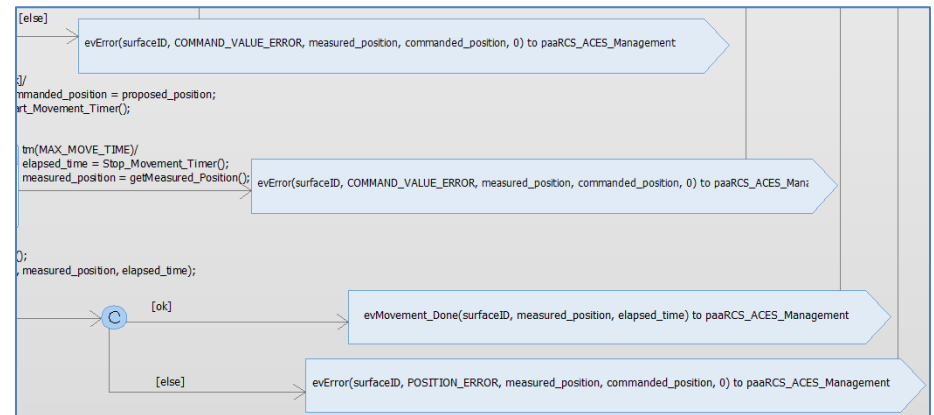 [else]
evError(surfaceID, COMMAND_VALUE_ERROR, measured_position, commanded_position, 0) to paaRCS_ACES_Management
]/
mmanded_position = proposed_position;
art_Movement_Timer();
tm(MAX_MOVE_TIME)/
elapsed_time = Stop_Movement_Timer();
measured_position = getMeasured_Position();
evError(surfaceID, COMMAND_VALUE_ERROR, measured_position, commanded_position, 0) to paaRCS_ACES_Mana
();
, measured_position, elapsed_time);
C
[ok]
evMovement_Done(surfaceID, measured_position, elapsed_time) to paaRCS_ACES_Management
[else]
evError(surfaceID, POSITION_ERROR, measured_position, commanded_position, 0) to paaRCS_ACES_Management